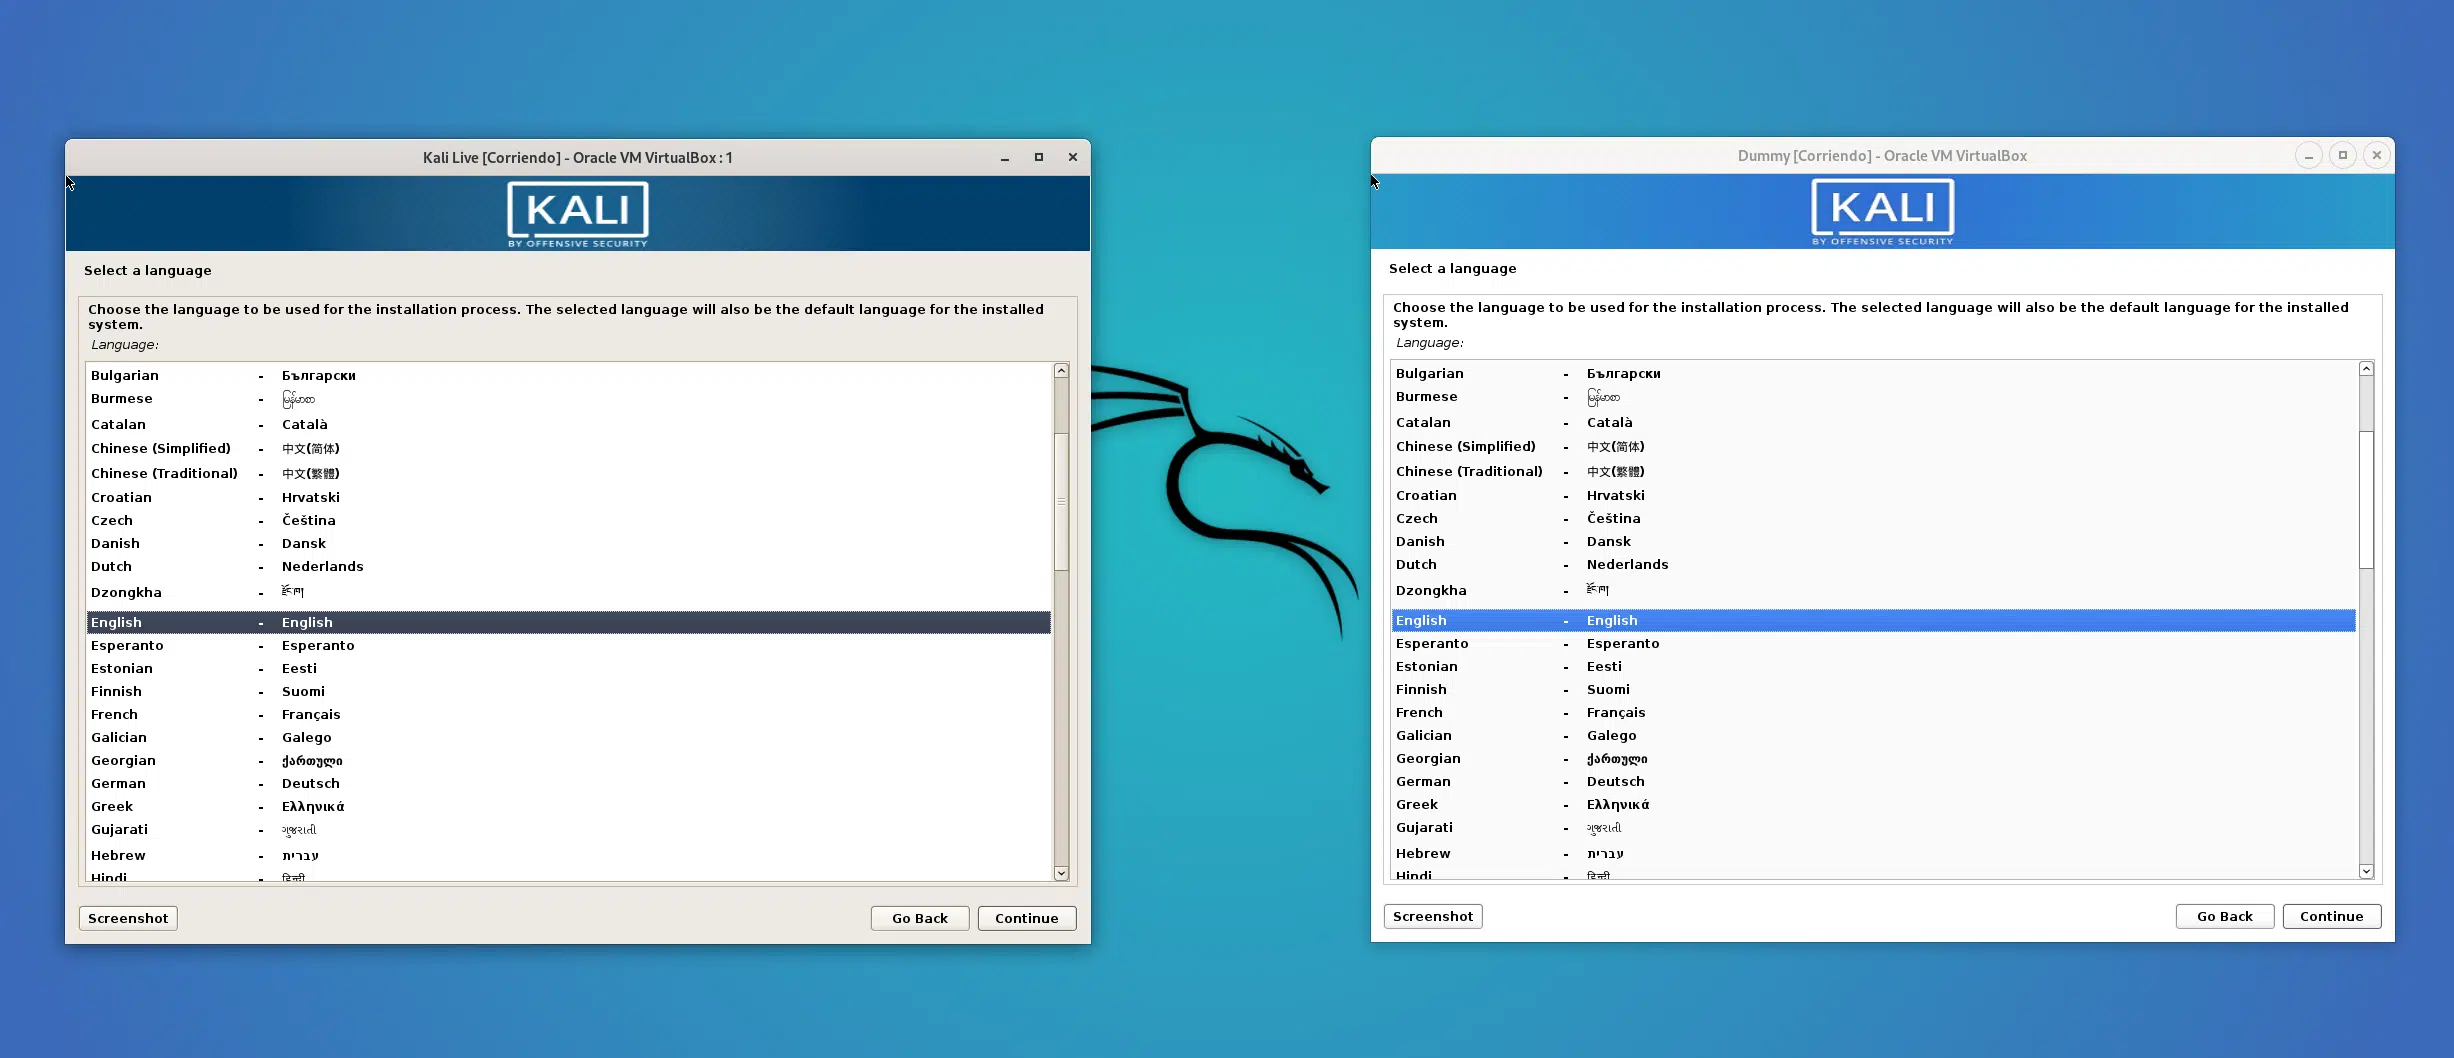 Kali Live [Corriendo] - Oracle VM VirtualBox : 1
KALI
BY OFFENSIVE SECURITY
Select a language
Choose the language to be used for the installation process. The selected language will also be the default language for the installed
system.
Language:
Bulgarian - Български
Burmese - မြန်မာစာ
Catalan - Català
Chinese (Simplified) - 中文(简体)
Chinese (Traditional) - 中文(繁體)
Croatian - Hrvatski
Czech - Čeština
Danish - Dansk
Dutch - Nederlands
Dzongkha - རྫོང་ཁ།
English - English
Esperanto - Esperanto
Estonian - Eesti
Finnish - Suomi
French - Français
Galician - Galego
Georgian - ქართული
German - Deutsch
Greek - Ελληνικά
Gujarati - ગુજરાતી
Hebrew - עברית
Hindi - हिन्दी
Screenshot
Go Back
Continue
Dummy [Corriendo] - Oracle VM VirtualBox
KALI
BY OFFENSIVE SECURITY
Select a language
Choose the language to be used for the installation process. The selected language will also be the default language for the installed
system.
Language:
Bulgarian - Български
Burmese - မြန်မာစာ
Catalan - Català
Chinese (Simplified) - 中文(简体)
Chinese (Traditional) - 中文(繁體)
Croatian - Hrvatski
Czech - Čeština
Danish - Dansk
Dutch - Nederlands
Dzongkha - རྫོང་ཁ།
English - English
Esperanto - Esperanto
Estonian - Eesti
Finnish - Suomi
French - Français
Galician - Galego
Georgian - ქართული
German - Deutsch
Greek - Ελληνικά
Gujarati - ગુજરાતી
Hebrew - עברית
Hindi - हिन्दी
Screenshot
Go Back
Continue